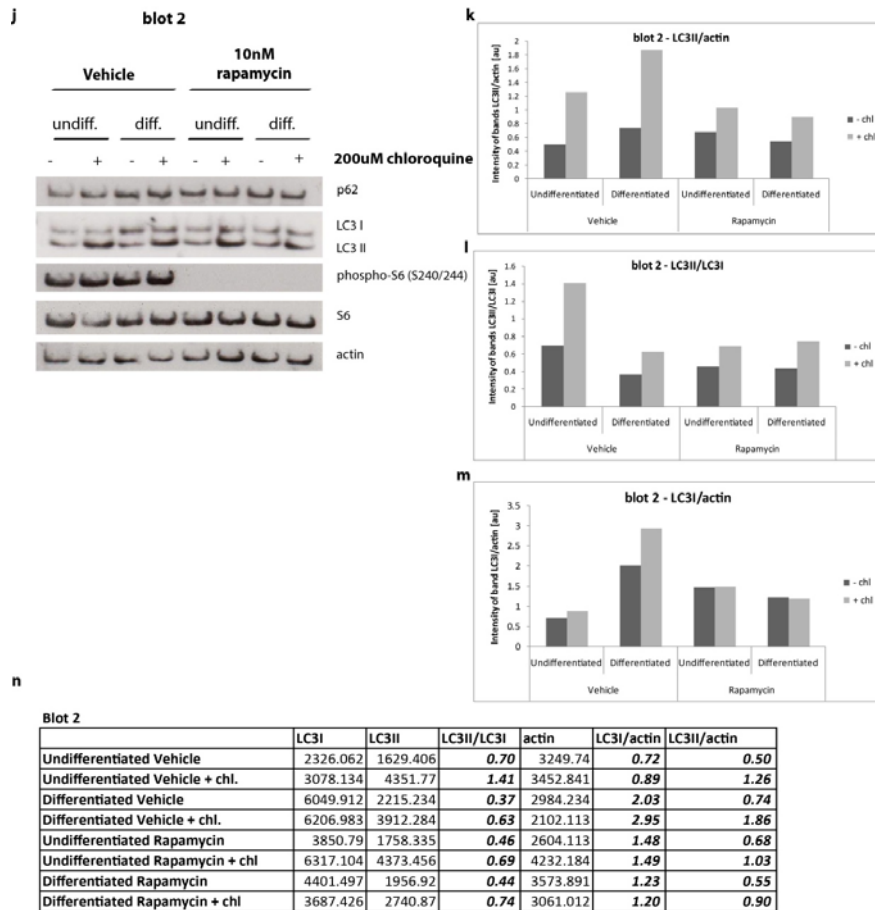 j
blot 2
Vehicle
10nM
rapamycin
undiff. diff. undiff. diff.
- + - + - + - + 200uM chloroquine
p62
LC3 I
LC3 II
phospho-S6 (S240/244)
S6
actin
k
blot 2 - LC3II/actin
Intensity of bands LC3II/actin [au]
2
1.8
1.6
1.4
1.2
1
0.8
0.6
0.4
0.2
0
Undifferentiated Differentiated Undifferentiated Differentiated
Vehicle Rapamycin
- chl
+ chl
l
blot 2 - LC3II/LC3I
Intensity of bands LC3II/LC3I [au]
1.6
1.4
1.2
1
0.8
0.6
0.4
0.2
0
Undifferentiated Differentiated Undifferentiated Differentiated
Vehicle Rapamycin
- chl
+ chl
m
blot 2 - LC3I/actin
Intensity of band LC3I/actin [au]
3.5
3
2.5
2
1.5
1
0.5
0
Undifferentiated Differentiated Undifferentiated Differentiated
Vehicle Rapamycin
- chl
+ chl
n
Blot 2
LC3I LC3II LC3II/LC3I actin LC3I/actin LC3II/actin
Undifferentiated Vehicle 2326.062 1629.406 0.70 3249.74 0.72 0.50
Undifferentiated Vehicle + chl. 3078.134 4351.77 1.41 3452.841 0.89 1.26
Differentiated Vehicle 6049.912 2215.234 0.37 2984.234 2.03 0.74
Differentiated Vehicle + chl. 6206.983 3912.284 0.63 2102.113 2.95 1.86
Undifferentiated Rapamycin 3850.79 1758.335 0.46 2604.113 1.48 0.68
Undifferentiated Rapamycin + chl 6317.104 4373.456 0.69 4232.184 1.49 1.03
Differentiated Rapamycin 4401.497 1956.92 0.44 3573.891 1.23 0.55
Differentiated Rapamycin + chl 3687.426 2740.87 0.74 3061.012 1.20 0.90